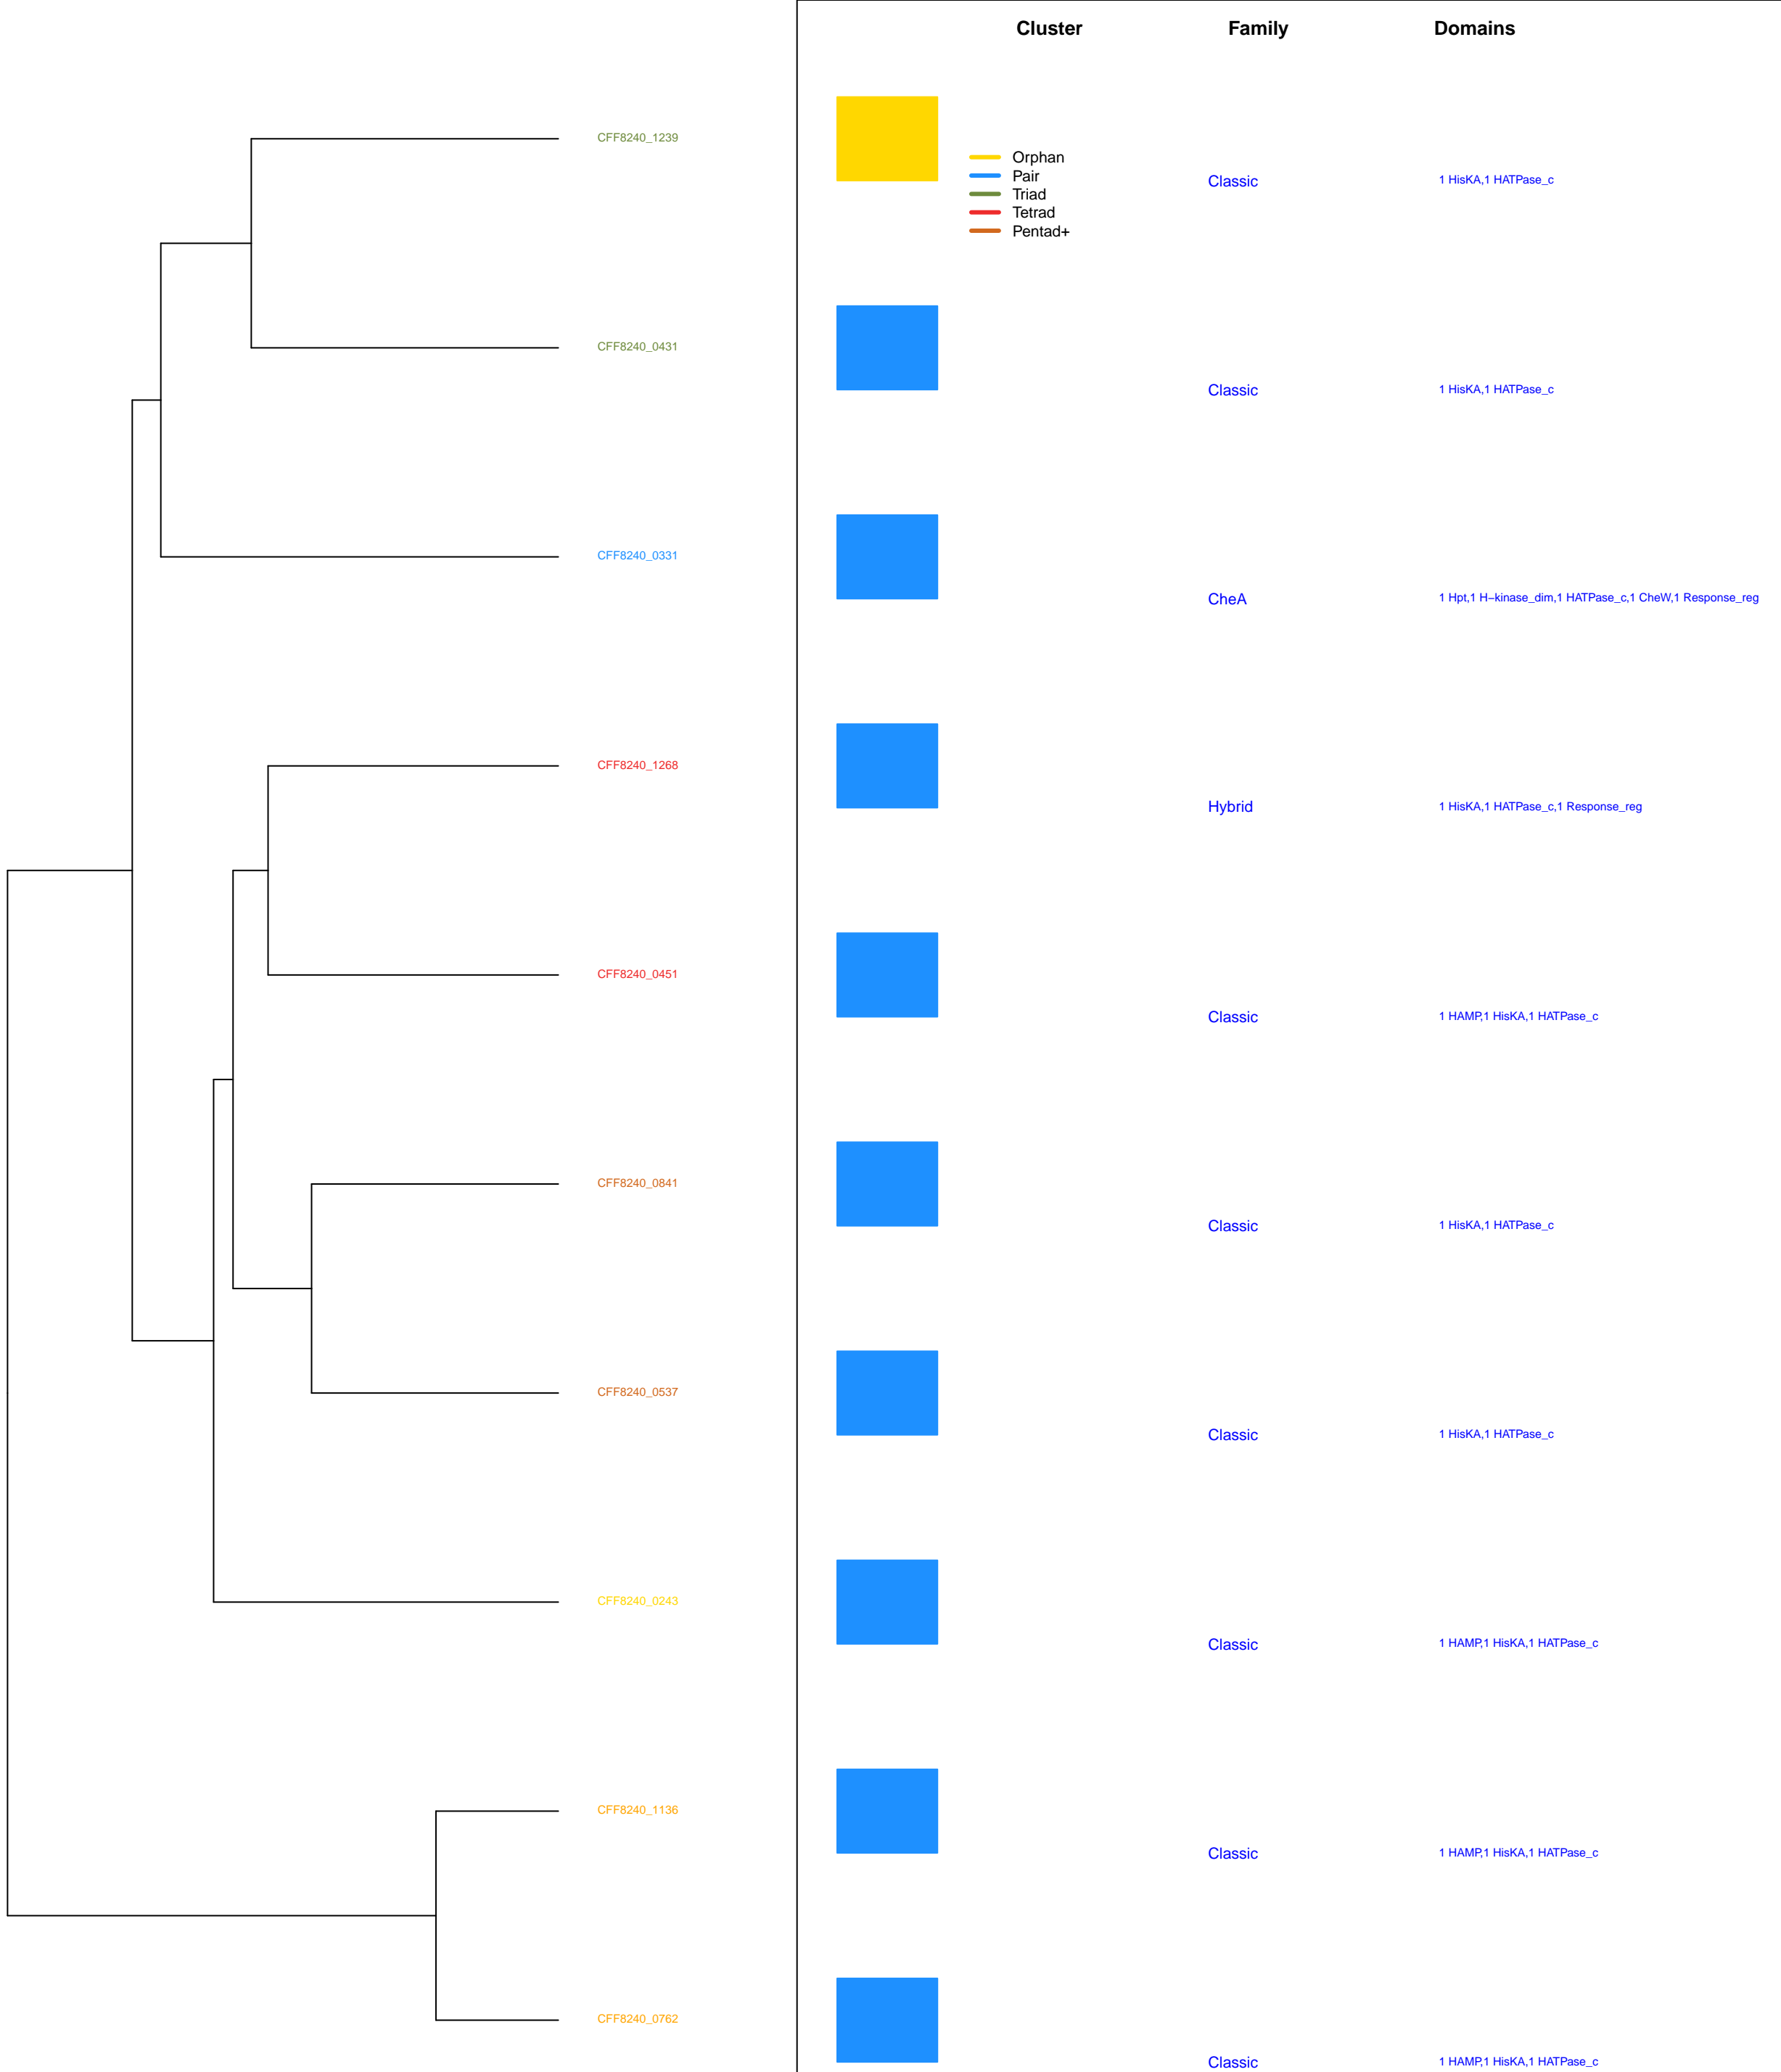 Cluster Family Domains
CFF8240_1239
Orphan
Pair
Triad
Tetrad
Pentad+
Classic 1 HisKA,1 HATPase_c
CFF8240_0431
Classic 1 HisKA,1 HATPase_c
CFF8240_0331
CheA 1 Hpt,1 H−kinase_dim,1 HATPase_c,1 CheW,1 Response_reg
CFF8240_1268
Hybrid 1 HisKA,1 HATPase_c,1 Response_reg
CFF8240_0451
Classic 1 HAMP,1 HisKA,1 HATPase_c
CFF8240_0841
Classic 1 HisKA,1 HATPase_c
CFF8240_0537
Classic 1 HisKA,1 HATPase_c
CFF8240_0243
Classic 1 HAMP,1 HisKA,1 HATPase_c
CFF8240_1136
Classic 1 HAMP,1 HisKA,1 HATPase_c
CFF8240_0762
Classic 1 HAMP,1 HisKA,1 HATPase_c